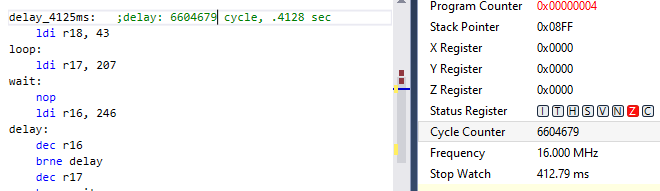 delay_4125ms: ;delay: 6604679 cycle, .4128 sec
ldi r18, 43
loop:
ldi r17, 207
wait:
nop
ldi r16, 246
delay:
dec r16
brne delay
dec r17
Program Counter 0x00000004
Stack Pointer 0x08FF
X Register 0x0000
Y Register 0x0000
Z Register 0x0000
Status Register I T H S V N Z C
Cycle Counter 6604679
Frequency 16.000 MHz
Stop Watch 412.79 ms